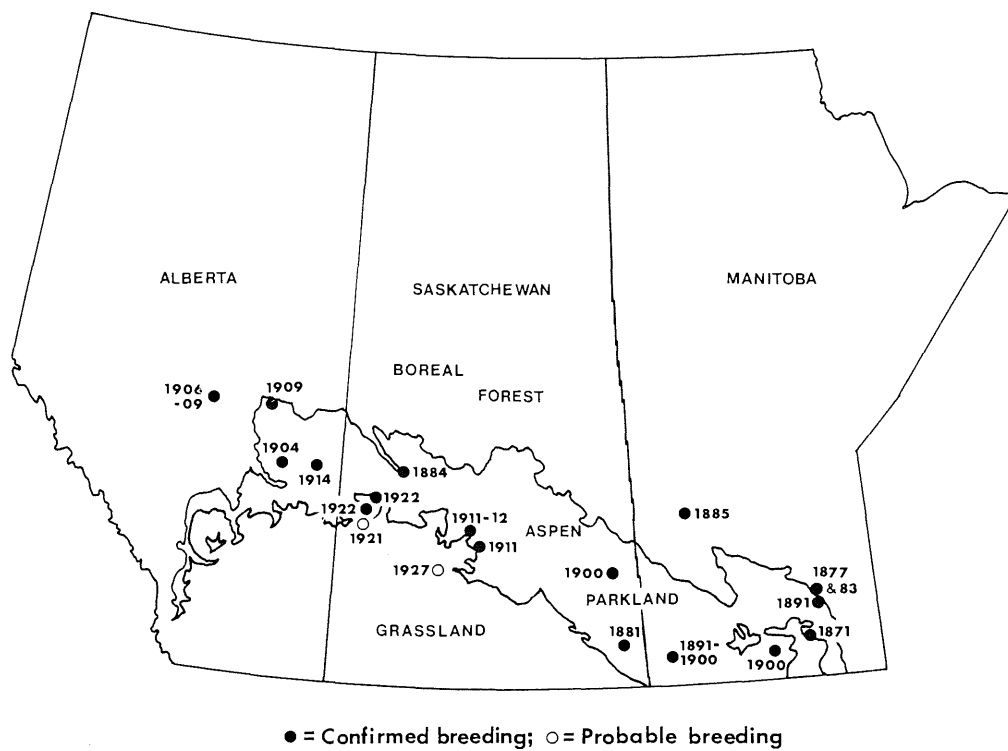 ALBERTA
SASKATCHEWAN
MANITOBA
BOREAL
FOREST
1906
-09
1909
1904
1914
1884
1922
1922
1921
1911-12
1911
ASPEN
1885
1927
1900
PARKLAND
1877
& 83
1891
1871
GRASSLAND
1881
1891-
1900
1900
● = Confirmed breeding; ○ = Probable breeding